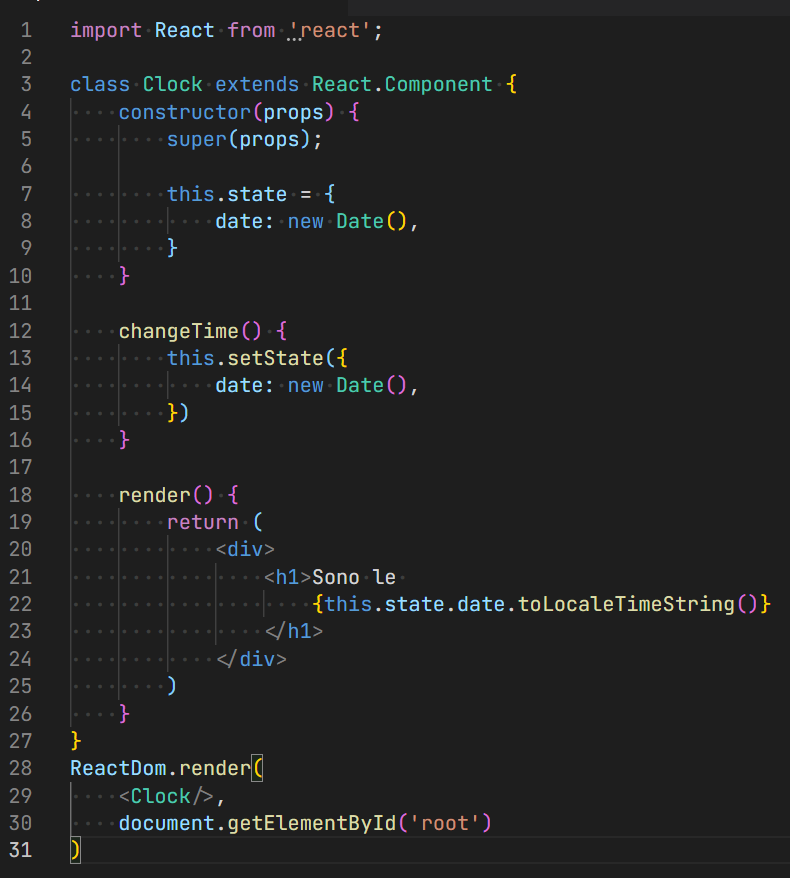 1 import React from 'react';
2
3 class Clock extends React.Component {
4     constructor(props) {
5         super(props);
6
7         this.state = {
8             date: new Date(),
9         }
10     }
11
12     changeTime() {
13         this.setState({
14             date: new Date(),
15         })
16     }
17
18     render() {
19         return (
20             <div>
21                 <h1>Sono le
22                     {this.state.date.toLocaleTimeString()}
23                 </h1>
24             </div>
25         )
26     }
27 }
28 ReactDom.render(
29     <Clock/>,
30     document.getElementById('root')
31 )